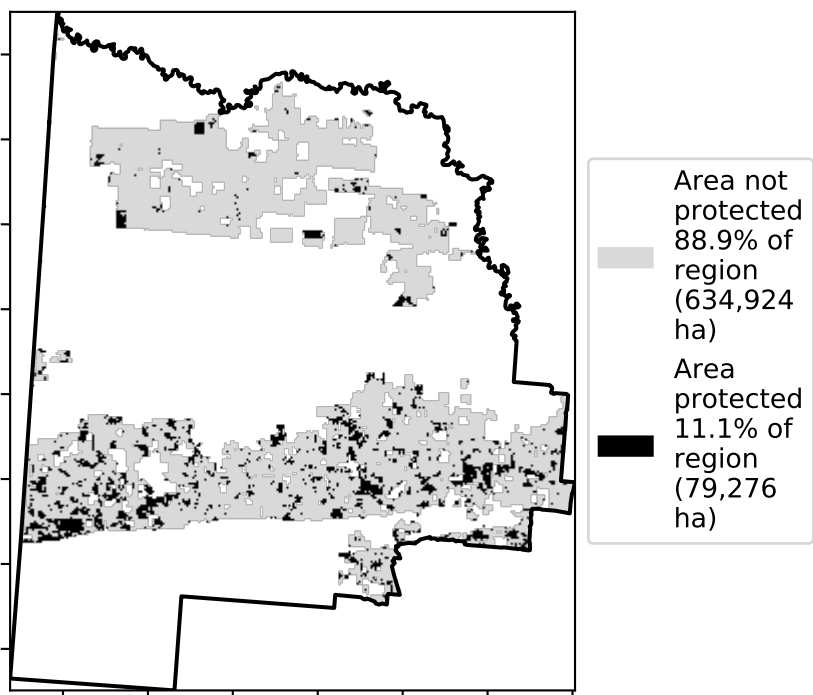 Area not
protected
88.9% of
region
(634,924
ha)
Area
protected
11.1% of
region
(79,276
ha)